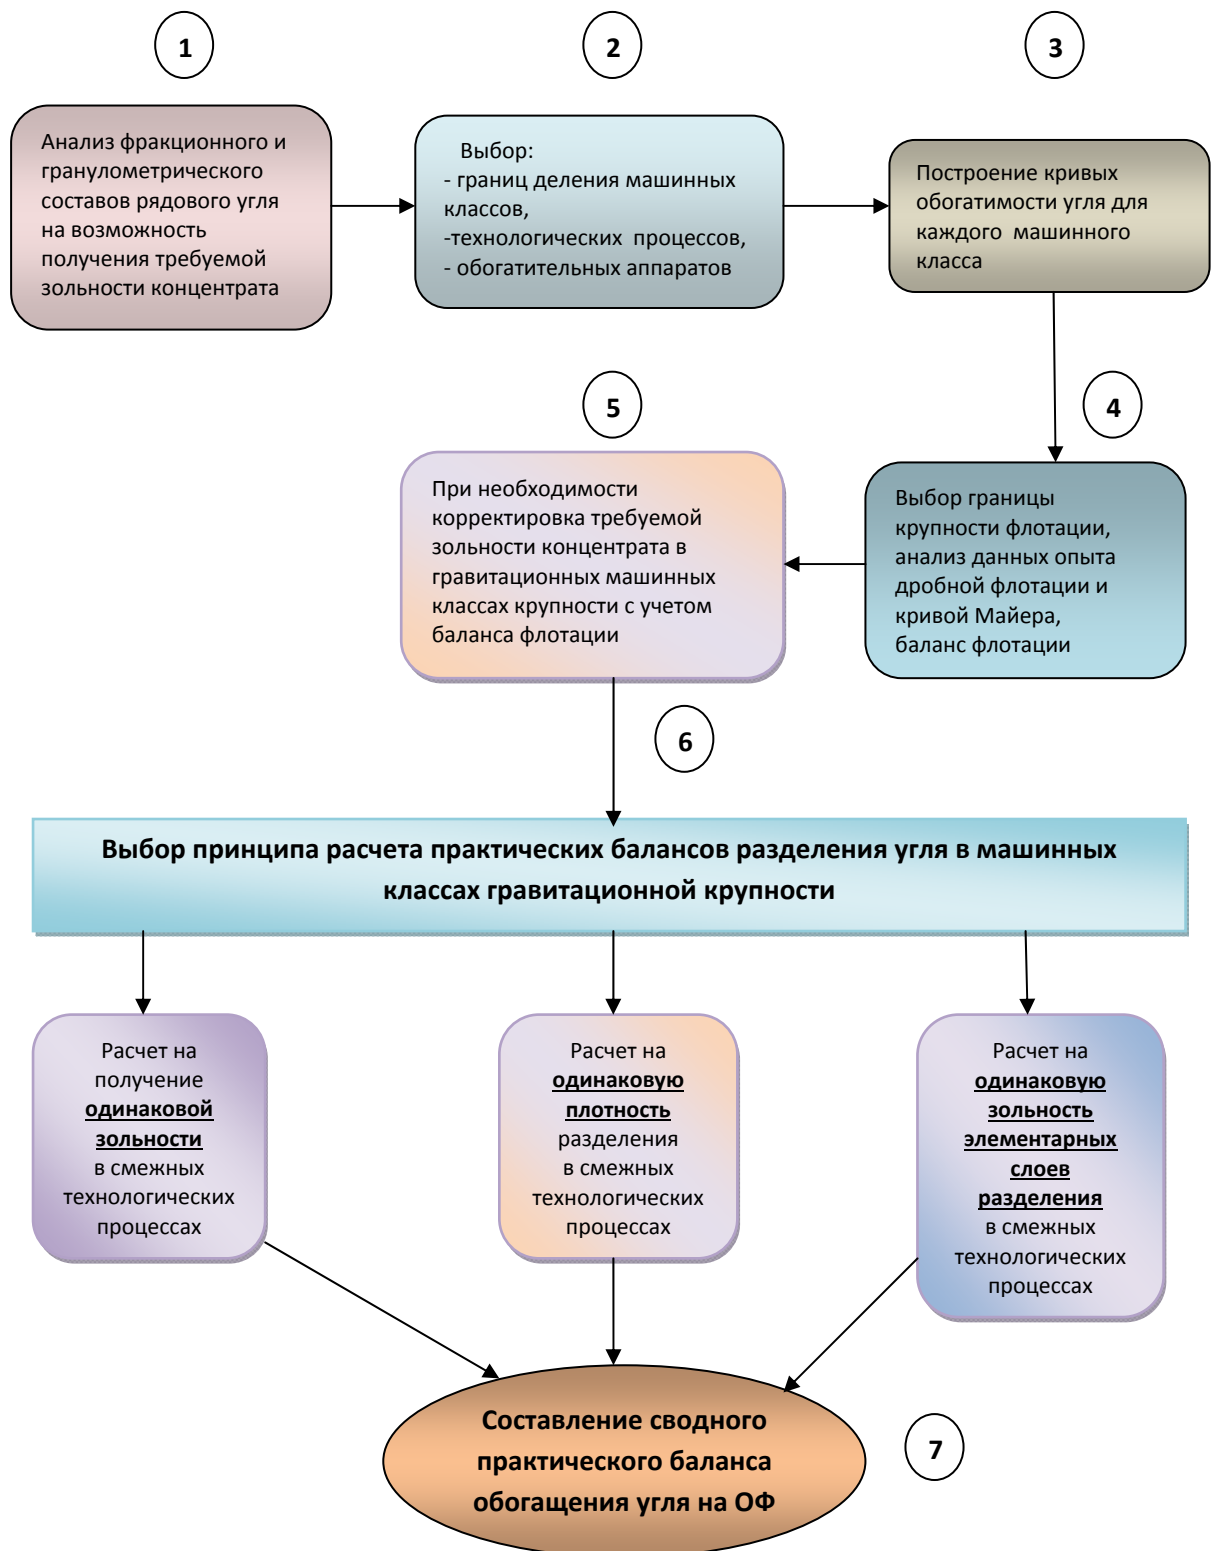 1
2
3
Анализ фракционного и
гранулометрического
составов рядового угля
на возможность
получения требуемой
зольности концентрата
Выбор:
- границ деления машинных
классов,
-технологических процессов,
- обогатительных аппаратов
Построение кривых
обогатимости угля для
каждого машинного
класса
4
Выбор границы
крупности флотации,
анализ данных опыта
дробной флотации и
кривой Майера,
баланс флотации
5
При необходимости
корректировка требуемой
зольности концентрата в
гравитационных машинных
классах крупности с учетом
баланса флотации
6
Выбор принципа расчета практических балансов разделения угля в машинных
классах гравитационной крупности
Расчет на
получение
одинаковой
зольности
в смежных
технологических
процессах
Расчет на
одинаковую
плотность
разделения
в смежных
технологических
процессах
Расчет на
одинаковую
зольность
элементарных
слоев
разделения
в смежных
технологических
процессах
Составление сводного
практического баланса
обогащения угля на ОФ
7